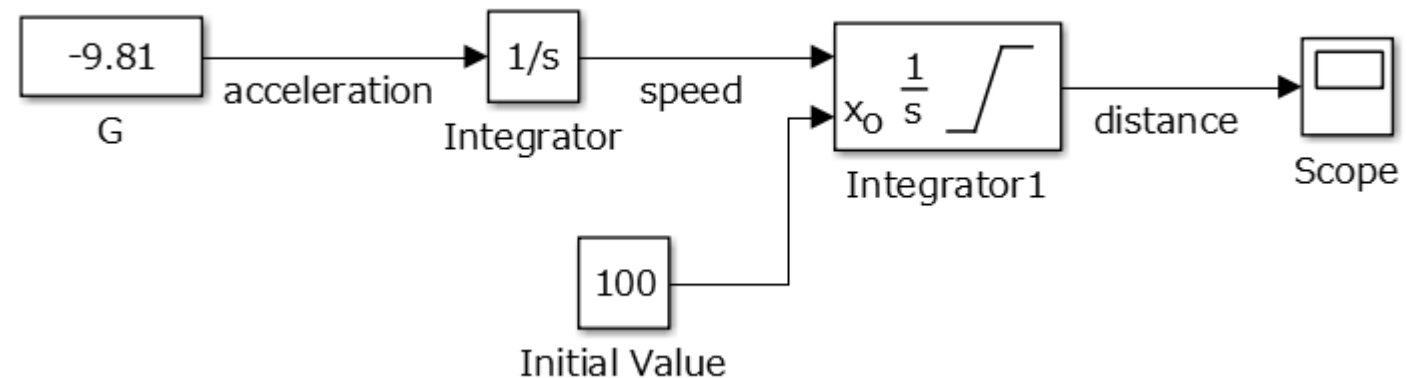 -9.81
acceleration
G
1/s
Integrator
speed
x₀
1
s
Integrator1
distance
Scope
100
Initial Value